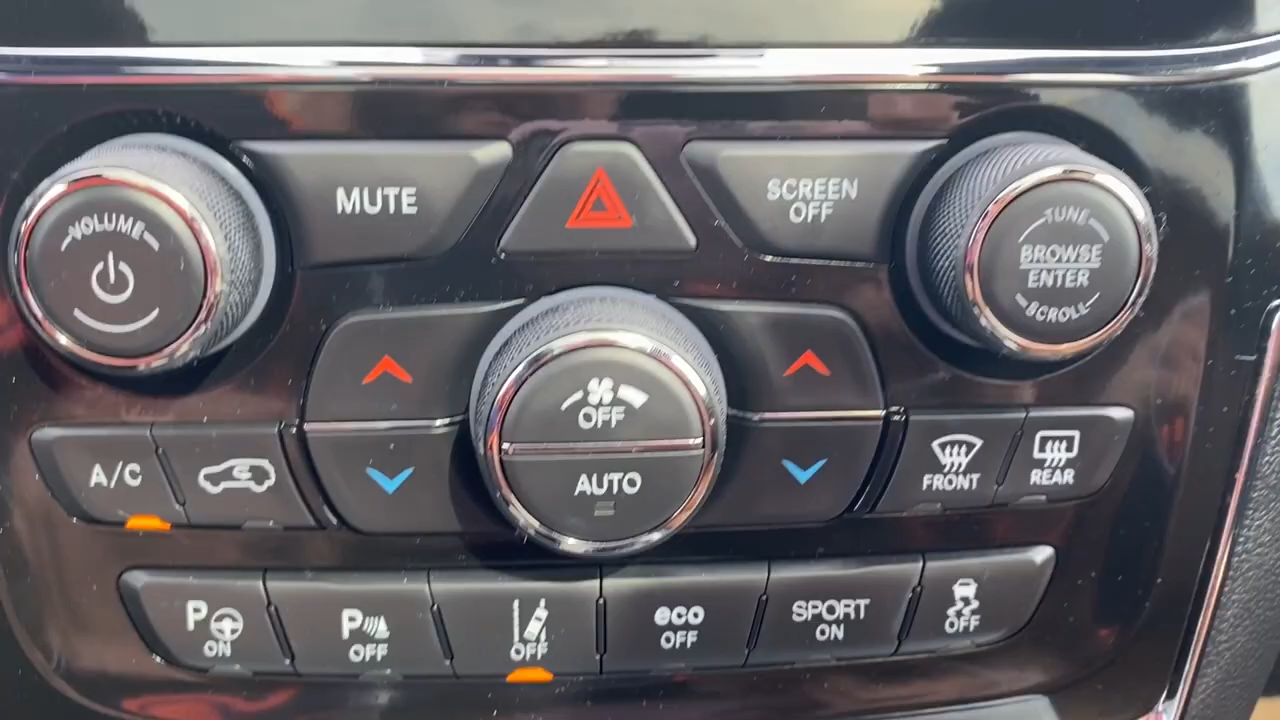 VOLUME
MUTE
SCREEN
OFF
TUNE
BROWSE
ENTER
SCROLL
OFF
AUTO
A/C
FRONT
REAR
P
ON
P
OFF
OFF
eco
OFF
SPORT
ON
OFF